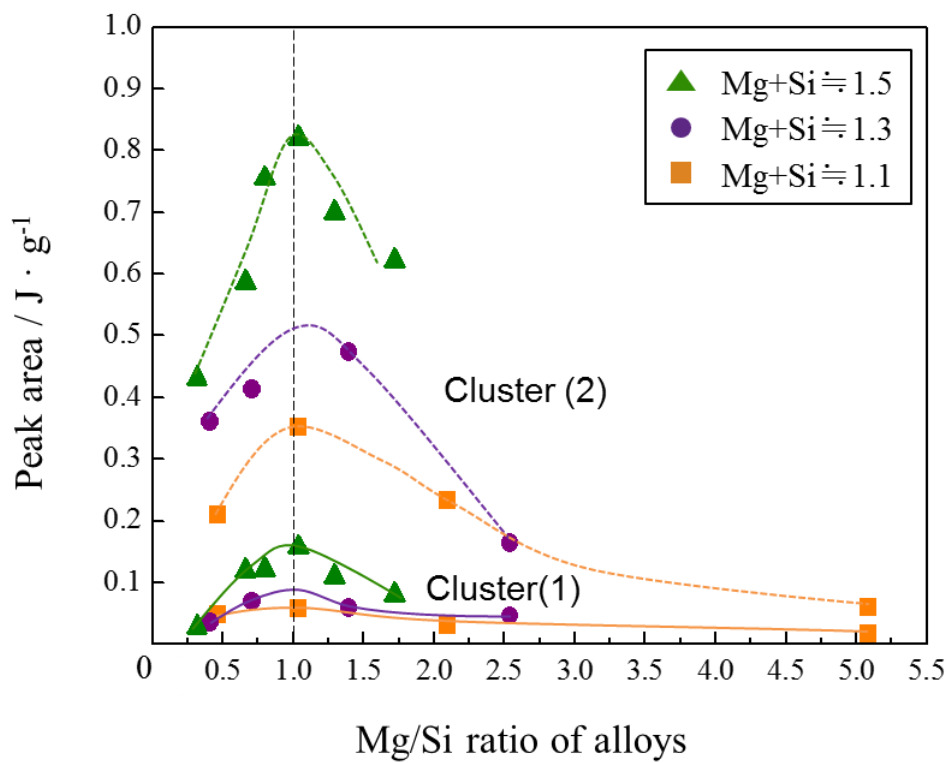 1.0
0.9
0.8
0.7
0.6
0.5
0.4
0.3
0.2
0.1
Peak area / J · g⁻¹
Mg+Si≒1.5
Mg+Si≒1.3
Mg+Si≒1.1
Cluster (2)
Cluster(1)
0 0.5 1.0 1.5 2.0 2.5 3.0 3.5 4.0 4.5 5.0 5.5
Mg/Si ratio of alloys